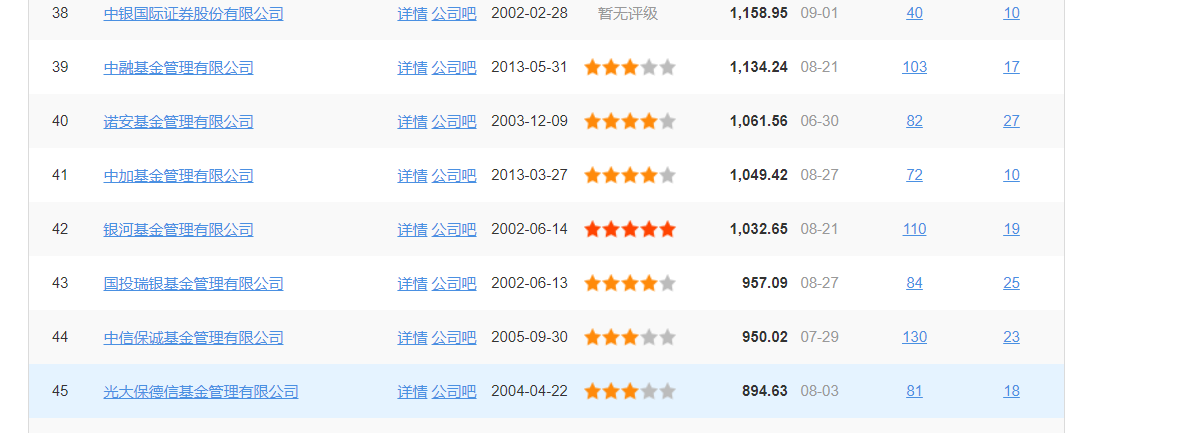 38 中银国际证券股份有限公司 详情 公司吧 2002-02-28 暂无评级 1,158.95 09-01 40 10
39 中融基金管理有限公司 详情 公司吧 2013-05-31 1,134.24 08-21 103 17
40 诺安基金管理有限公司 详情 公司吧 2003-12-09 1,061.56 06-30 82 27
41 中加基金管理有限公司 详情 公司吧 2013-03-27 1,049.42 08-27 72 10
42 银河基金管理有限公司 详情 公司吧 2002-06-14 1,032.65 08-21 110 19
43 国投瑞银基金管理有限公司 详情 公司吧 2002-06-13 957.09 08-27 84 25
44 中信保诚基金管理有限公司 详情 公司吧 2005-09-30 950.02 07-29 130 23
45 光大保德信基金管理有限公司 详情 公司吧 2004-04-22 894.63 08-03 81 18